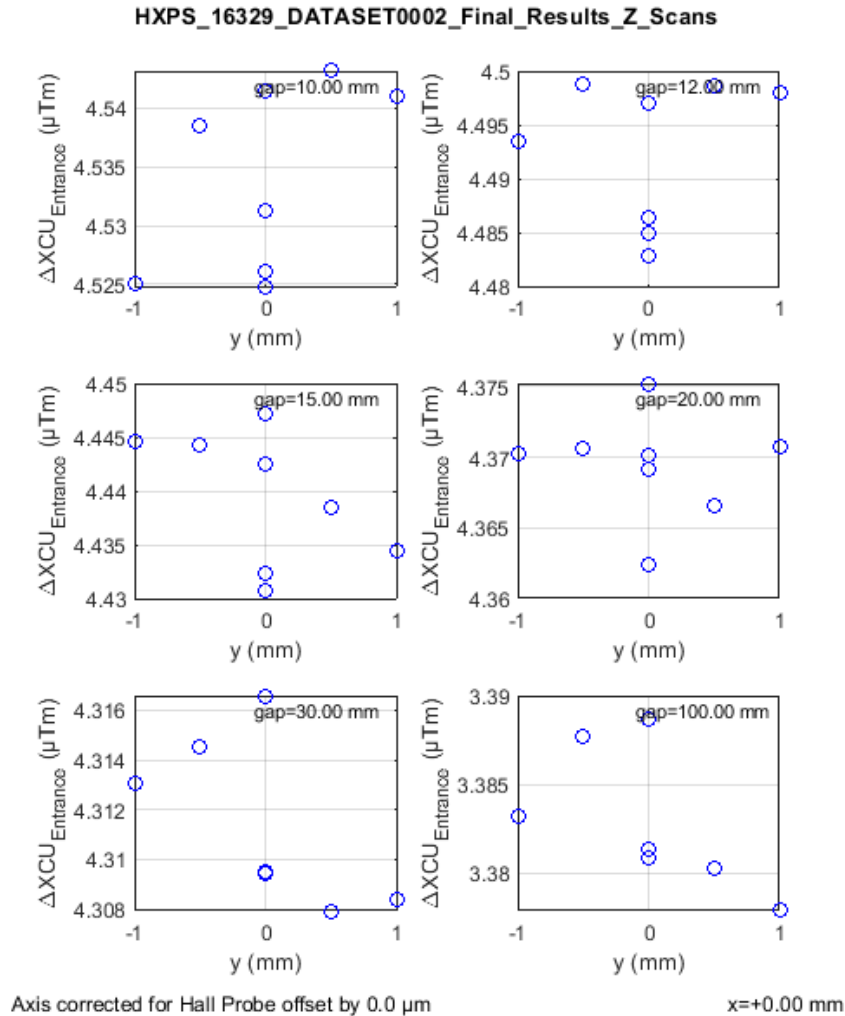 HXPS_16329_DATASET0002_Final_Results_Z_Scans
ΔXCU_Entrance (µTm)
4.54
4.535
4.53
4.525
gap=10.00 mm
-1 0 1
y (mm)
ΔXCU_Entrance (µTm)
4.5
4.495
4.49
4.485
4.48
gap=12.00 mm
-1 0 1
y (mm)
ΔXCU_Entrance (µTm)
4.45
4.445
4.44
4.435
4.43
gap=15.00 mm
-1 0 1
y (mm)
ΔXCU_Entrance (µTm)
4.375
4.37
4.365
4.36
gap=20.00 mm
-1 0 1
y (mm)
ΔXCU_Entrance (µTm)
4.316
4.314
4.312
4.31
4.308
gap=30.00 mm
-1 0 1
y (mm)
ΔXCU_Entrance (µTm)
3.39
3.385
3.38
gap=100.00 mm
-1 0 1
y (mm)
Axis corrected for Hall Probe offset by 0.0 µm
x=+0.00 mm